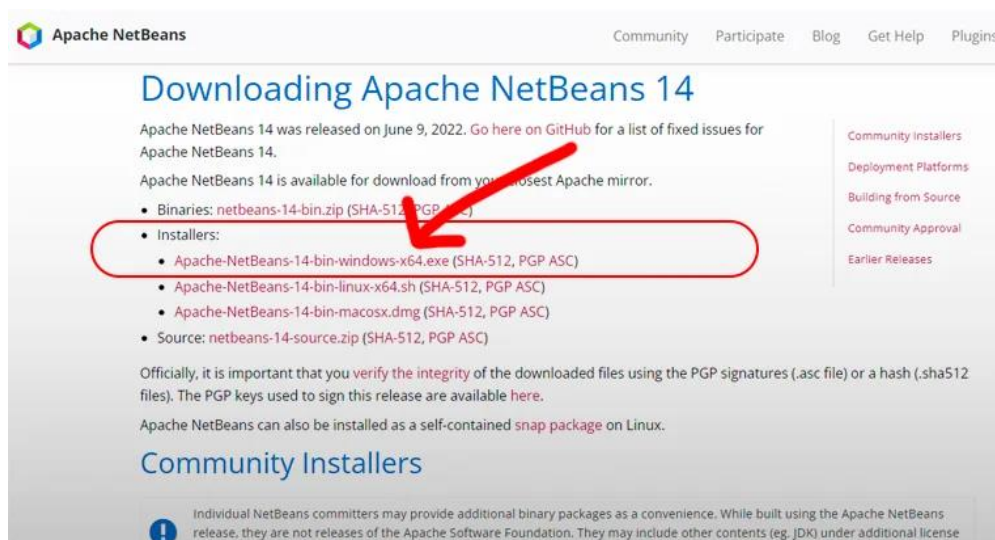 Apache NetBeans
Community Participate Blog Get Help Plugins
Downloading Apache NetBeans 14
Apache NetBeans 14 was released on June 9, 2022. Go here on GitHub for a list of fixed issues for
Apache NetBeans 14.
Apache NetBeans 14 is available for download from your closest Apache mirror.
• Binaries: netbeans-14-bin.zip (SHA-512, PGP ASC)
• Installers:
• Apache-NetBeans-14-bin-windows-x64.exe (SHA-512, PGP ASC)
• Apache-NetBeans-14-bin-linux-x64.sh (SHA-512, PGP ASC)
• Apache-NetBeans-14-bin-macosx.dmg (SHA-512, PGP ASC)
• Source: netbeans-14-source.zip (SHA-512, PGP ASC)
Officially, it is important that you verify the integrity of the downloaded files using the PGP signatures (.asc file) or a hash (.sha512
files). The PGP keys used to sign this release are available here.
Apache NetBeans can also be installed as a self-contained snap package on Linux.
Community Installers
Individual NetBeans committers may provide additional binary packages as a convenience. While built using the Apache NetBeans
release, they are not releases of the Apache Software Foundation. They may include other contents (eg. JDK) under additional license
Community Installers
Deployment Platforms
Building from Source
Community Approval
Earlier Releases